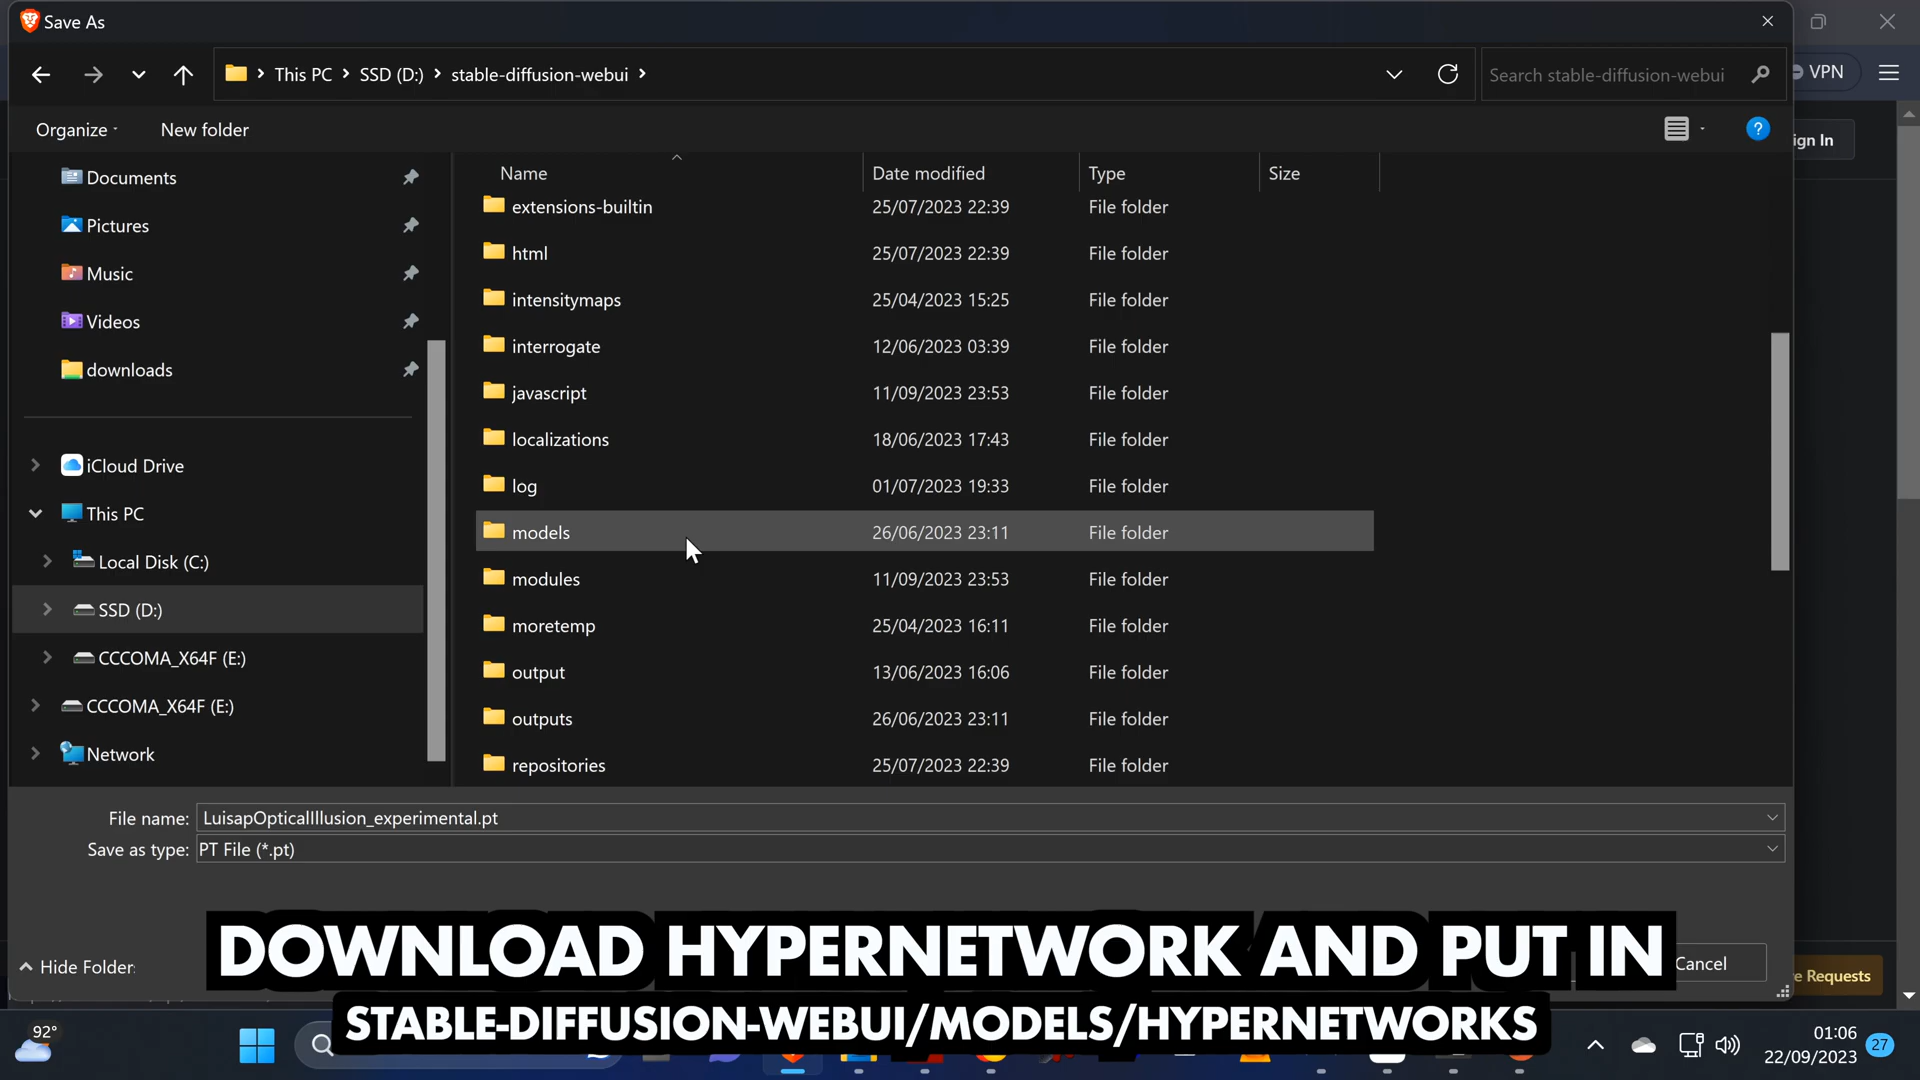 Save As
This PC SSD (D:) stable-diffusion-webui
Search stable-diffusion-webui
VPN
Organize
New folder
ign In
Name Date modified Type Size
Documents
Pictures
Music
Videos
downloads
iCloud Drive
This PC
Local Disk (C:)
SSD (D:)
CCCOMA_X64F (E:)
CCCOMA_X64F (E:)
Network
extensions-builtin 25/07/2023 22:39 File folder
html 25/07/2023 22:39 File folder
intensitymaps 25/04/2023 15:25 File folder
interrogate 12/06/2023 03:39 File folder
javascript 11/09/2023 23:53 File folder
localizations 18/06/2023 17:43 File folder
log 01/07/2023 19:33 File folder
models 26/06/2023 23:11 File folder
modules 11/09/2023 23:53 File folder
moretemp 25/04/2023 16:11 File folder
output 13/06/2023 16:06 File folder
outputs 26/06/2023 23:11 File folder
repositories 25/07/2023 22:39 File folder
File name: LuisapOpticalIllusion_experimental.pt
Save as type: PT File (*.pt)
Hide Folder
Cancel
e Requests
DOWNLOAD HYPERNETWORK AND PUT IN
STABLE-DIFFUSION-WEBUI/MODELS/HYPERNETWORKS
92°
01:06
22/09/2023
27